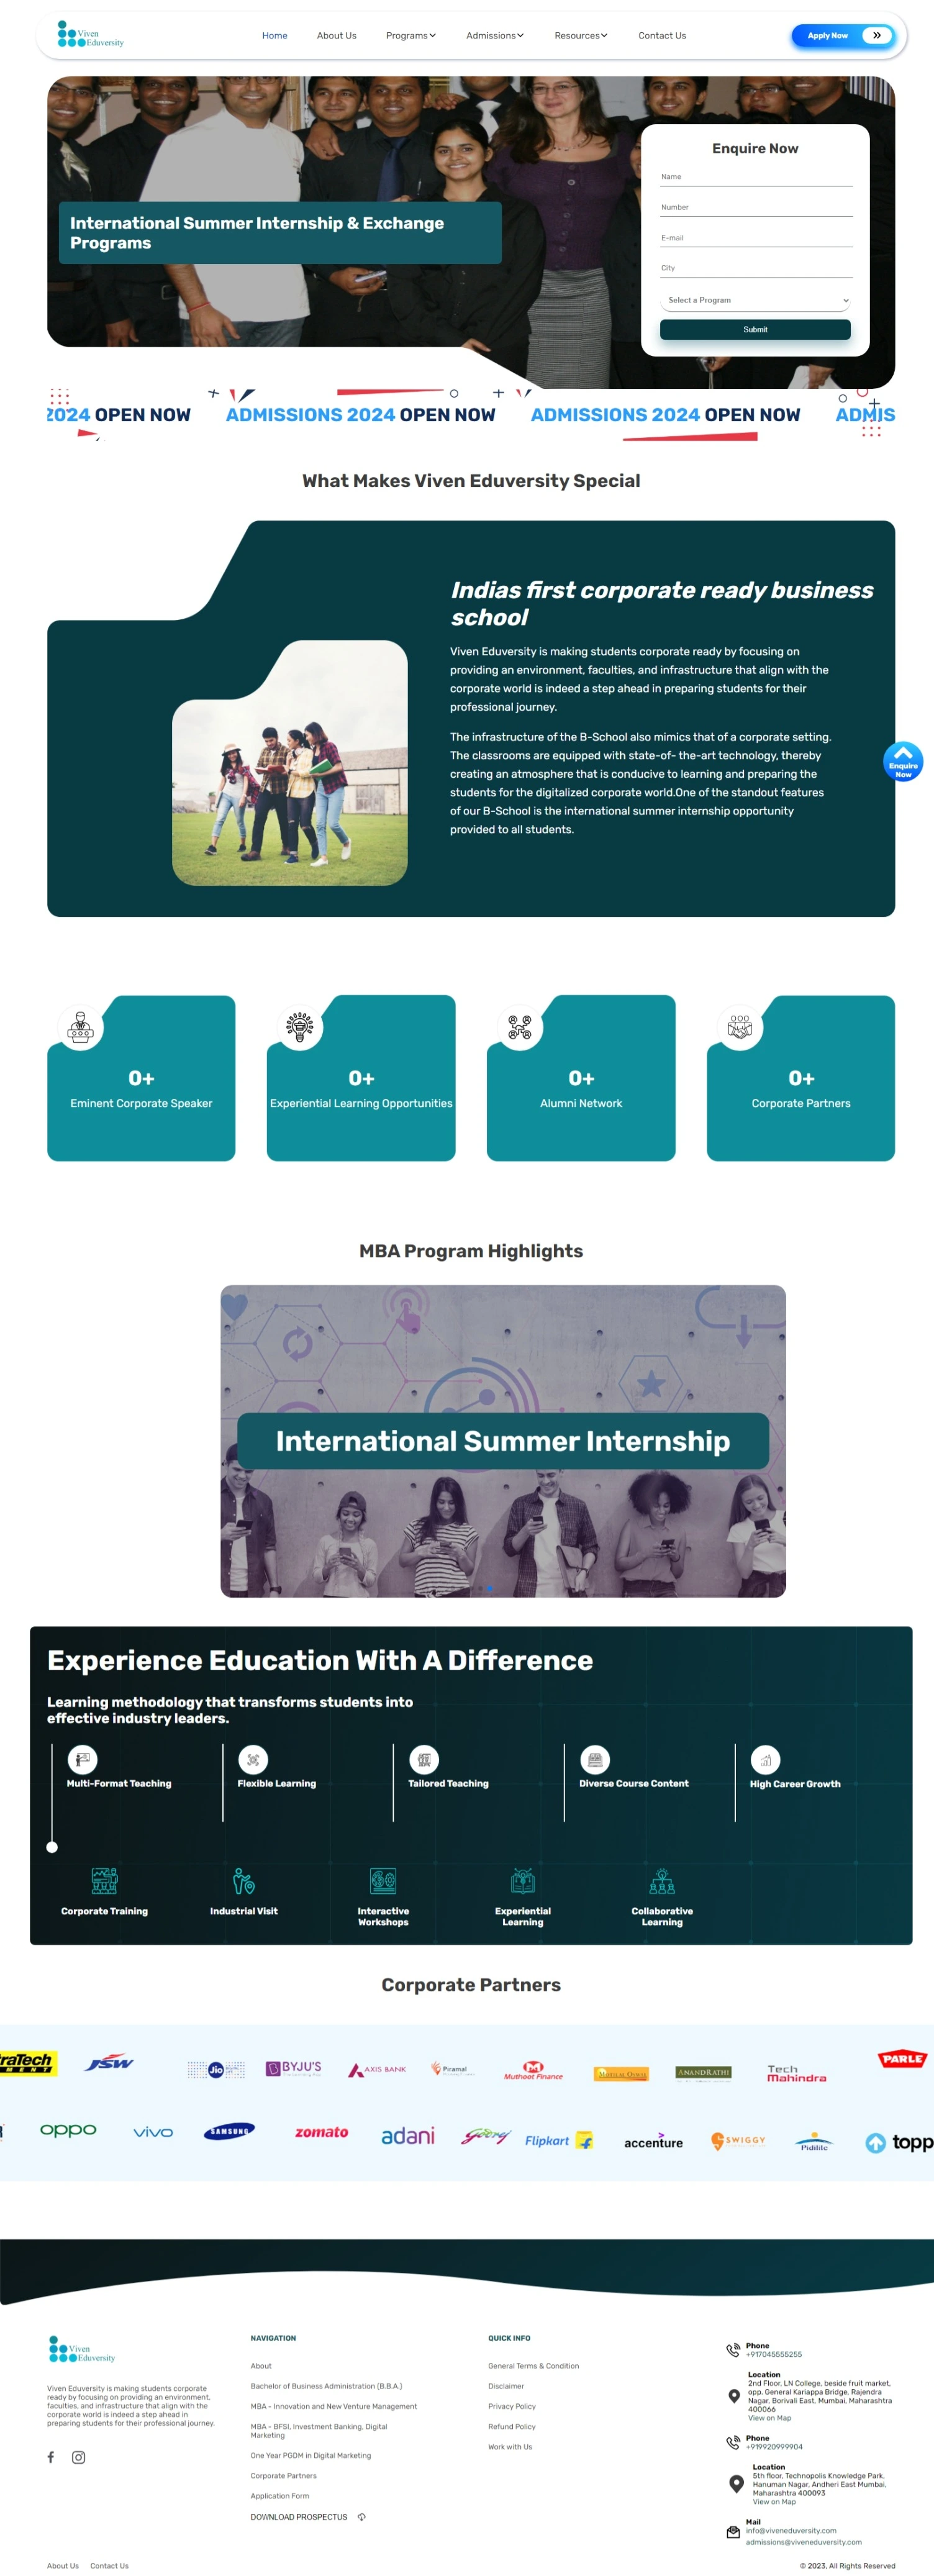 Viven
Eduversity
Home
About Us
Programs
Admissions
Resources
Contact Us
Apply Now
International Summer Internship & Exchange
Programs
Enquire Now
Name
Number
E-mail
City
Select a Program
Submit
2024 OPEN NOW
ADMISSIONS 2024 OPEN NOW
ADMISSIONS 2024 OPEN NOW
ADMIS
What Makes Viven Eduversity Special
Indias first corporate ready business
school
Viven Eduversity is making students corporate ready by focusing on
providing an environment, faculties, and infrastructure that align with the
corporate world is indeed a step ahead in preparing students for their
professional journey.
The infrastructure of the B-School also mimics that of a corporate setting.
The classrooms are equipped with state-of- the-art technology, thereby
creating an atmosphere that is conducive to learning and preparing the
students for the digitalized corporate world.One of the standout features
of our B-School is the international summer internship opportunity
provided to all students.
Enquire
Now
0+
Eminent Corporate Speaker
0+
Experiential Learning Opportunities
0+
Alumni Network
0+
Corporate Partners
MBA Program Highlights
International Summer Internship
Experience Education With A Difference
Learning methodology that transforms students into
effective industry leaders.
Multi-Format Teaching
Flexible Learning
Tailored Teaching
Diverse Course Content
High Career Growth
Corporate Training
Industrial Visit
Interactive
Workshops
Experiential
Learning
Collaborative
Learning
Corporate Partners
raTech
JSW
Jio
BYJU'S
AXIS BANK
Piramal
Muthoot Finance
Motilal Oswal
ANANDRATHI
Tech
Mahindra
PARLE
oppo
vivo
SAMSUNG
zomato
adani
Godrej
Flipkart
accenture
SWIGGY
Pidilite
topp
Viven
Eduversity
Viven Eduversity is making students corporate
ready by focusing on providing an environment,
faculties, and infrastructure that align with the
corporate world is indeed a step ahead in
preparing students for their professional journey.
NAVIGATION
About
Bachelor of Business Administration (B.B.A.)
MBA - Innovation and New Venture Management
MBA - BFSI, Investment Banking, Digital
Marketing
One Year PGDM in Digital Marketing
Corporate Partners
Application Form
DOWNLOAD PROSPECTUS
QUICK INFO
General Terms & Condition
Disclaimer
Privacy Policy
Refund Policy
Work with Us
Phone
+917045555255
Location
2nd Floor, LN College, beside fruit market,
opp. General Kariappa Bridge, Rajendra
Nagar, Borivali East, Mumbai, Maharashtra
400066
View on Map
Phone
+919920999904
Location
5th floor, Technopolis Knowledge Park,
Hanuman Nagar, Andheri East Mumbai,
Maharashtra 400093
View on Map
Mail
info@viveneduversity.com
admissions@viveneduversity.com
About Us
Contact Us
© 2023, All Rights Reserved